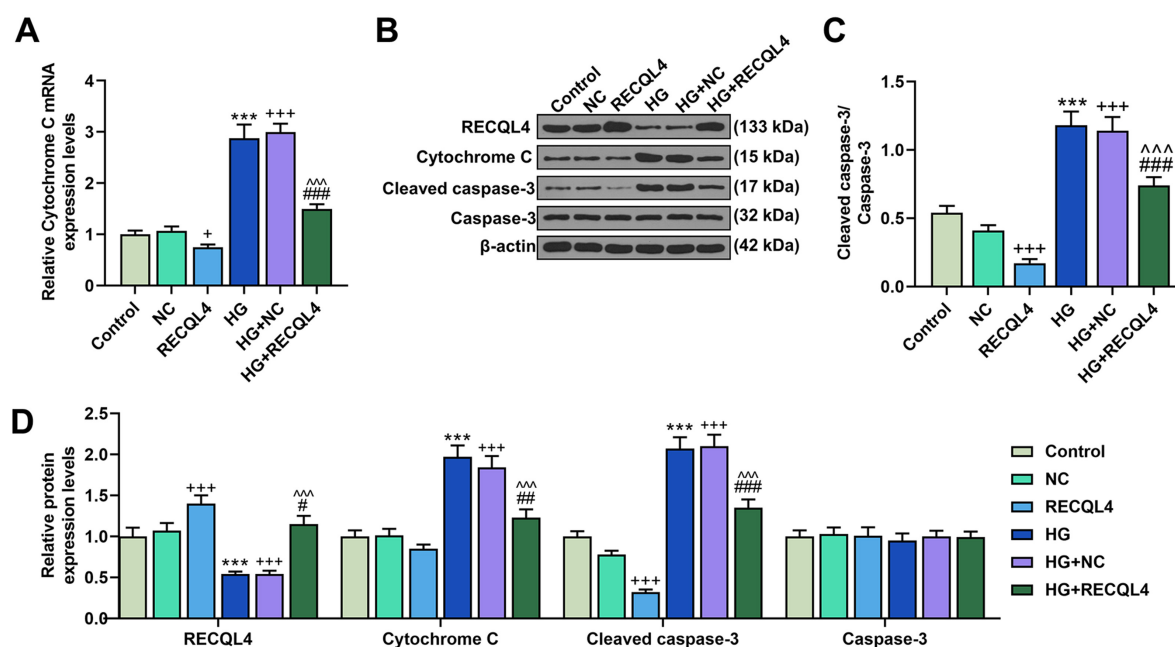 A
Relative Cytochrome C mRNA
expression levels
4
3
2
1
0
+
***
+++
^^^
###
Control
NC
RECQL4
HG
HG+NC
HG+RECQL4
B
Control
NC
RECQL4
HG
HG+NC
HG+RECQL4
RECQL4 (133 kDa)
Cytochrome C (15 kDa)
Cleaved caspase-3 (17 kDa)
Caspase-3 (32 kDa)
β-actin (42 kDa)
C
Cleaved caspase-3/
Caspase-3
1.5
1.0
0.5
0.0
+++
***
+++
^^^
###
Control
NC
RECQL4
HG
HG+NC
HG+RECQL4
D
Relative protein
expression levels
2.5
2.0
1.5
1.0
0.5
0.0
+++
***
+++
^^^
#
***
+++
^^^
##
+++
***
+++
^^^
###
RECQL4
Cytochrome C
Cleaved caspase-3
Caspase-3
Control
NC
RECQL4
HG
HG+NC
HG+RECQL4